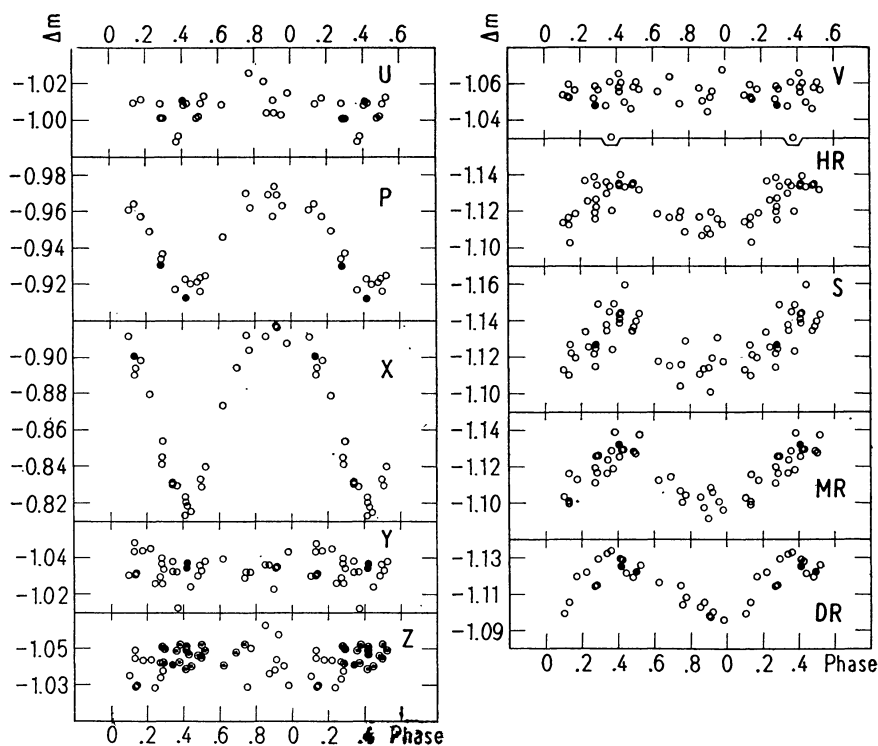 Δm
0 .2 .4 .6 .8 0 .2 .4 .6
U
-1.02
-1.00
P
-0.98
-0.96
-0.94
-0.92
X
-0.90
-0.88
-0.86
-0.84
-0.82
Y
-1.04
-1.02
Z
-1.05
-1.03
0 .2 .4 .6 .8 0 .2 .4 .6 Phase
Δm
0 .2 .4 .6 .8 0 .2 .4 .6
V
-1.06
-1.04
HR
-1.14
-1.12
-1.10
S
-1.16
-1.14
-1.12
-1.10
MR
-1.14
-1.12
-1.10
DR
-1.13
-1.11
-1.09
0 .2 .4 .6 .8 0 .2 .4 .6 Phase